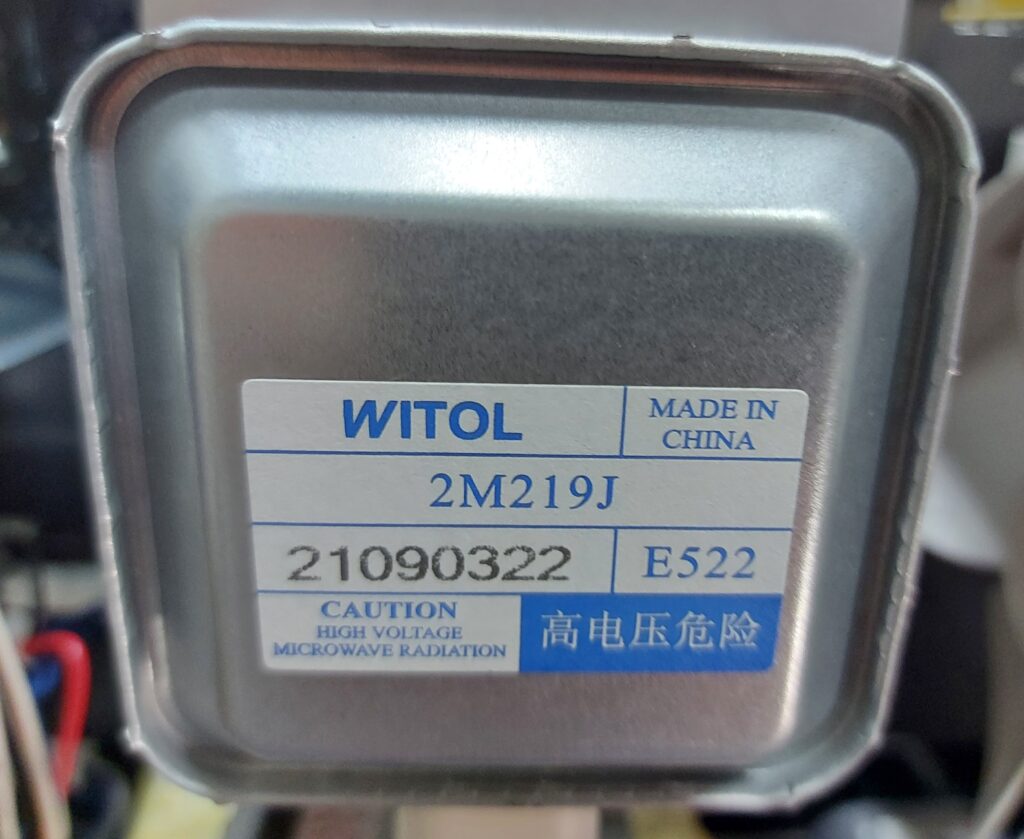 WITOL
MADE IN
CHINA
2M219J
21090322
E522
CAUTION
HIGH VOLTAGE
MICROWAVE RADIATION
高电压危险